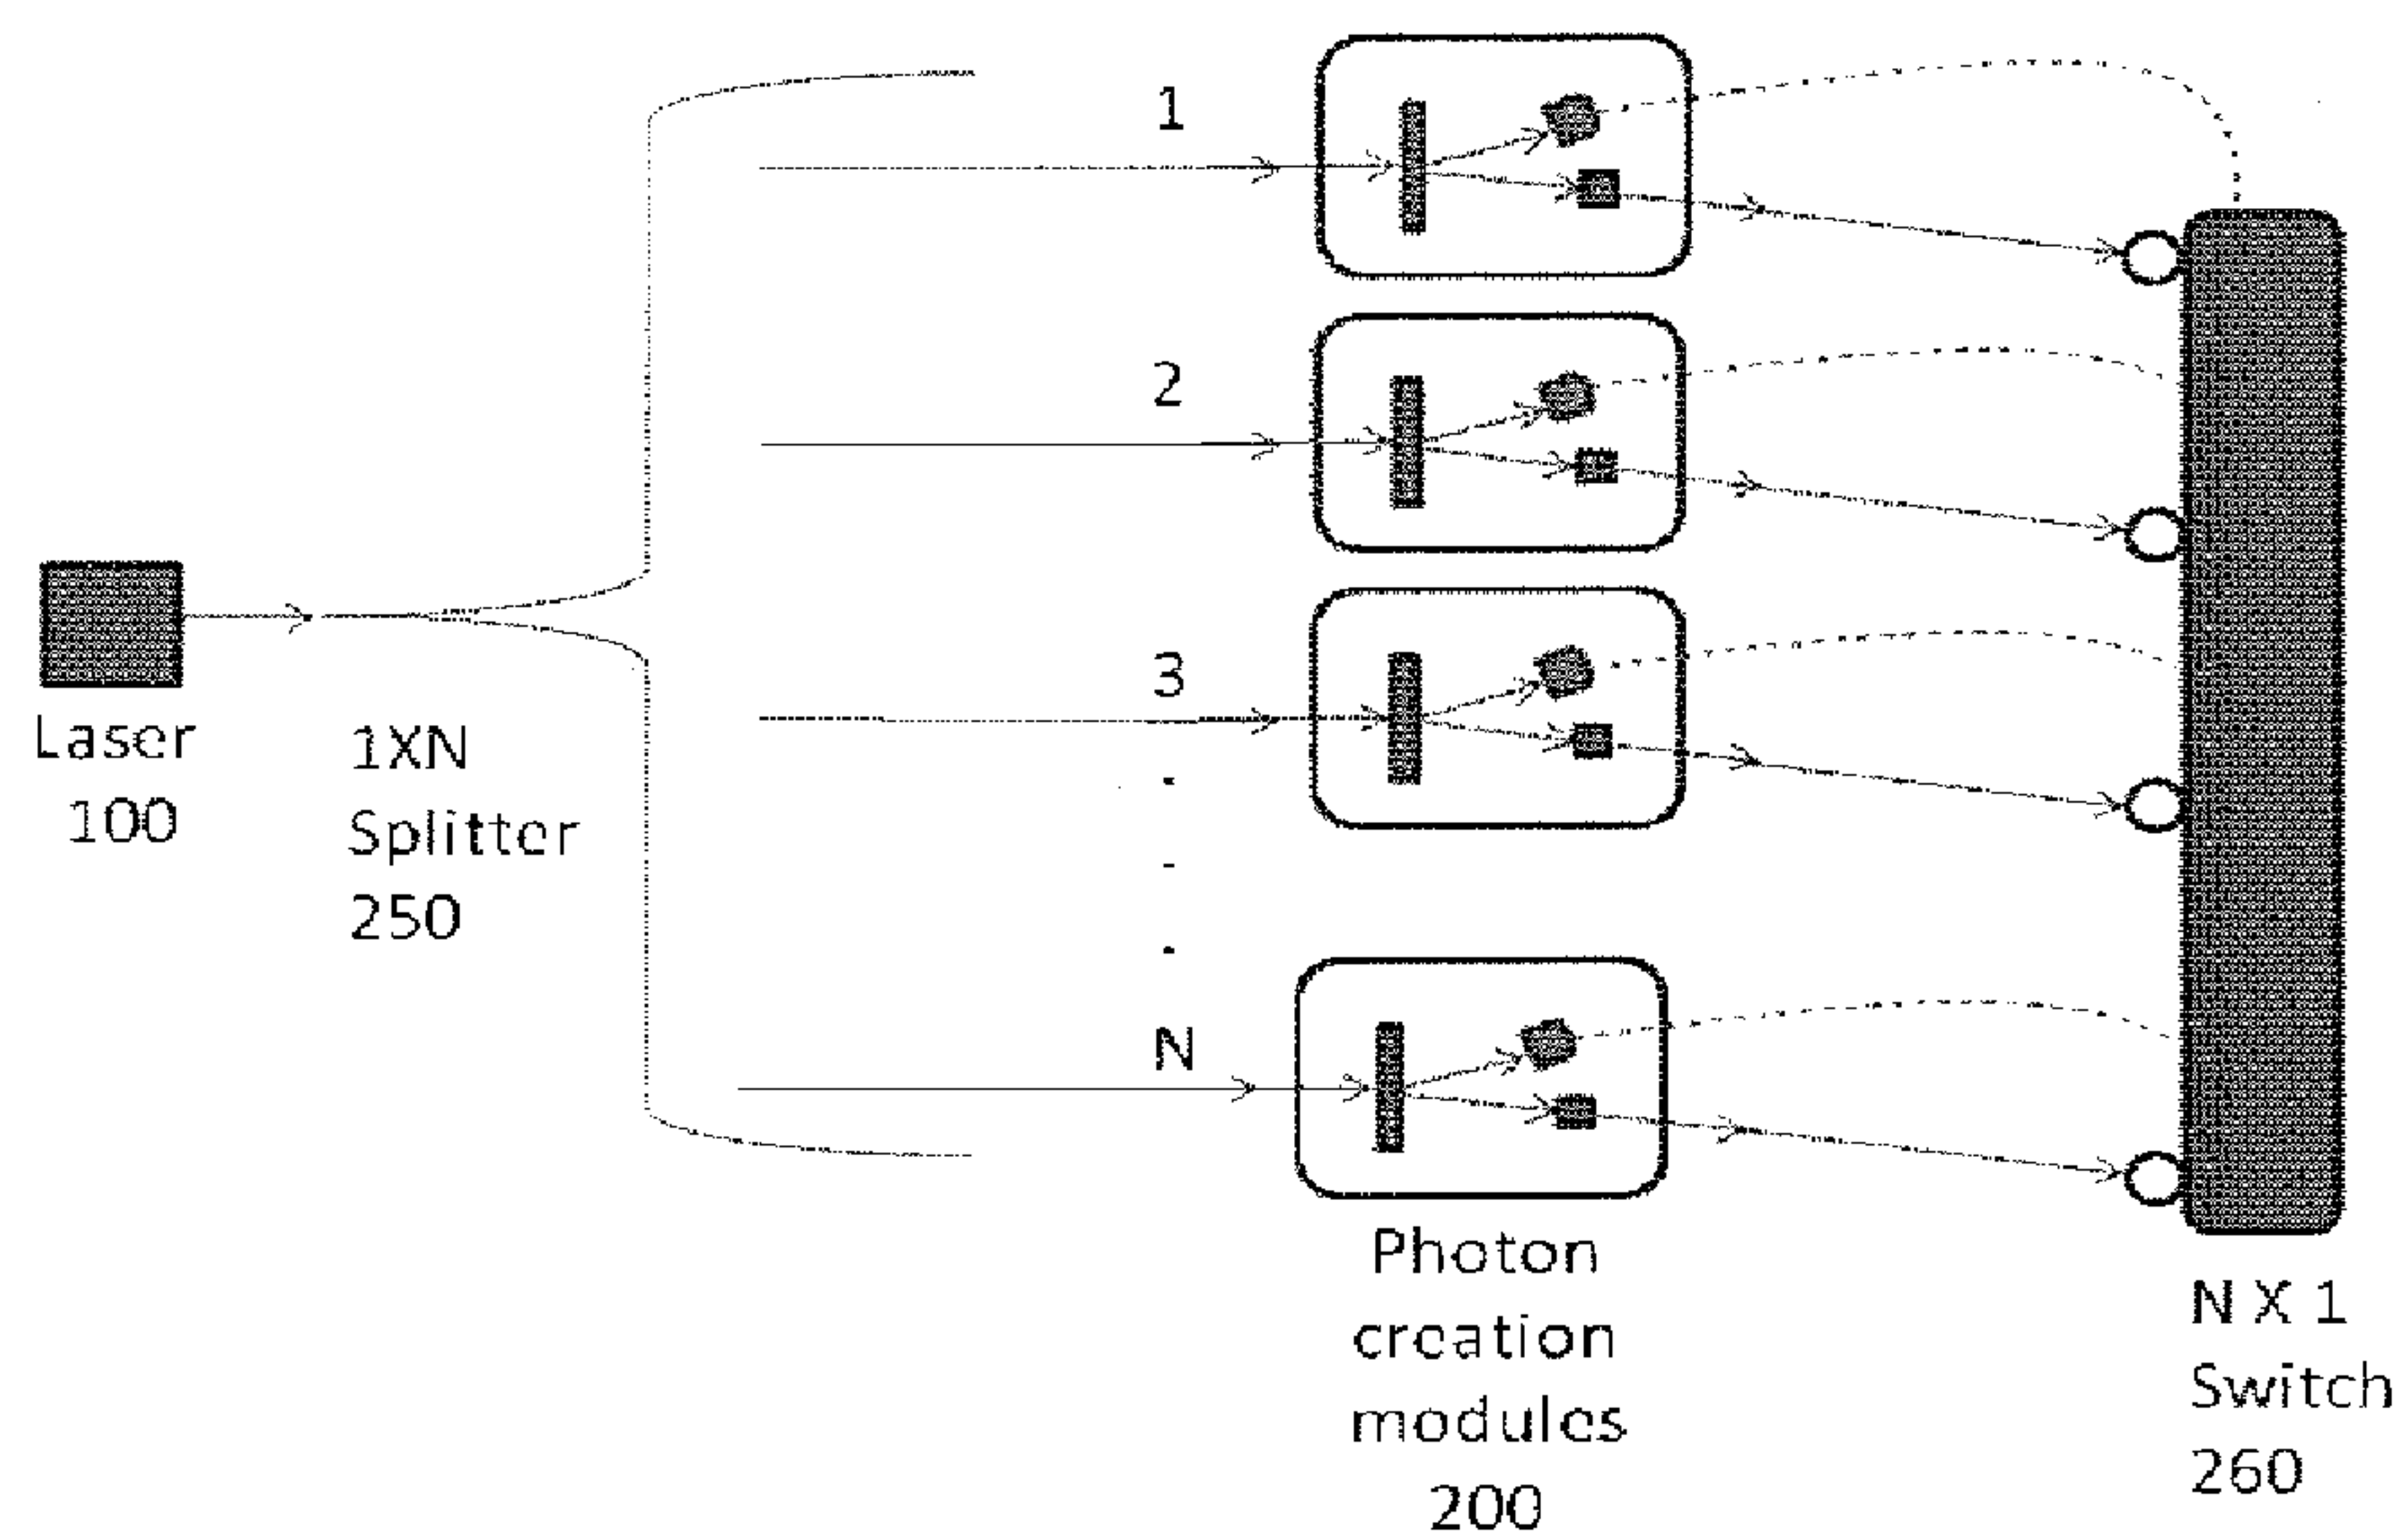 1
2
3
.
.
.
N
Laser
100
1XN
Splitter
250
Photon
creation
modules
200
N X 1
Switch
260